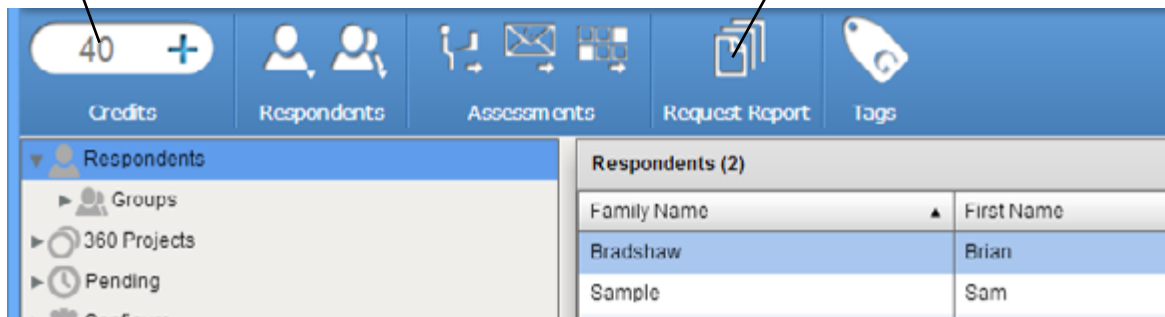 40 +
Credits Respondents Assessments Request Report Tags
Respondents
Groups
360 Projects
Pending
Respondents (2)
Family Name First Name
Bradshaw Brian
Sample Sam